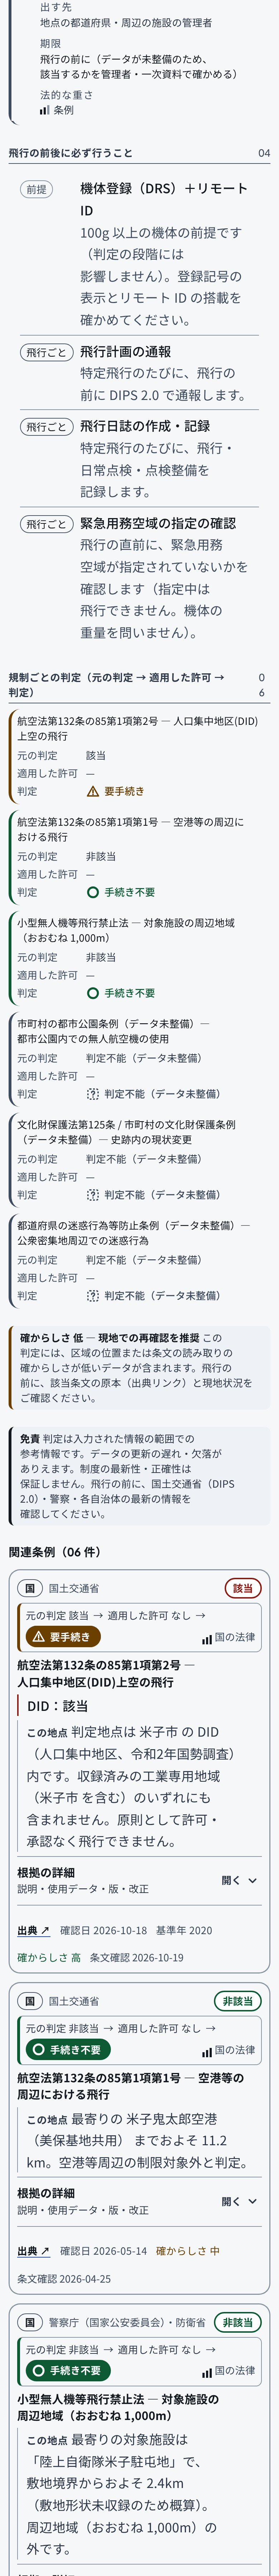 出す先
地点の都道府県・周辺の施設の管理者
期限
飛行の前に（データが未整備のため、
該当するかを管理者・一次資料で確かめる）
法的な重さ
条例
飛行の前後に必ず行うこと 04
前提 機体登録（DRS）＋リモート
ID
100g 以上の機体の前提です
（判定の段階には
影響しません）。登録記号の
表示とリモート ID の搭載を
確かめてください。
飛行ごと 飛行計画の通報
特定飛行のたびに、飛行の
前に DIPS 2.0 で通報します。
飛行ごと 飛行日誌の作成・記録
特定飛行のたびに、飛行・
日常点検・点検整備を
記録します。
飛行ごと 緊急用務空域の指定の確認
飛行の直前に、緊急用務
空域が指定されていないかを
確認します（指定中は
飛行できません。機体の
重量を問いません）。
規制ごとの判定（元の判定 → 適用した許可 → 0
判定） 6
航空法第132条の85第1項第2号 — 人口集中地区(DID)
上空の飛行
元の判定 該当
適用した許可 —
判定 要手続き
航空法第132条の85第1項第1号 — 空港等の周辺に
おける飛行
元の判定 非該当
適用した許可 —
判定 手続き不要
小型無人機等飛行禁止法 — 対象施設の周辺地域
（おおむね 1,000m）
元の判定 非該当
適用した許可 —
判定 手続き不要
市町村の都市公園条例（データ未整備）—
都市公園内での無人航空機の使用
元の判定 判定不能（データ未整備）
適用した許可 —
判定 判定不能（データ未整備）
文化財保護法第125条 / 市町村の文化財保護条例
（データ未整備）— 史跡内の現状変更
元の判定 判定不能（データ未整備）
適用した許可 —
判定 判定不能（データ未整備）
都道府県の迷惑行為等防止条例（データ未整備）—
公衆密集地周辺での迷惑行為
元の判定 判定不能（データ未整備）
適用した許可 —
判定 判定不能（データ未整備）
確からしさ 低 — 現地での再確認を推奨 この
判定には、区域の位置または条文の読み取りの
確からしさが低いデータが含まれます。飛行の
前に、該当条文の原本（出典リンク）と現地状況を
ご確認ください。
免責 判定は入力された情報の範囲での
参考情報です。データの更新の遅れ・欠落が
ありえます。制度の最新性・正確性は
保証しません。飛行の前に、国土交通省（DIPS
2.0）・警察・各自治体の最新の情報を
確認してください。
関連条例（06 件）
国 国土交通省 該当
元の判定 該当 → 適用した許可 なし →
要手続き 国の法律
航空法第132条の85第1項第2号 —
人口集中地区(DID)上空の飛行
DID：該当
この地点 判定地点は 米子市 の DID
（人口集中地区、令和2年国勢調査）
内です。収録済みの工業専用地域
（米子市 を含む）のいずれにも
含まれません。原則として許可・
承認なく飛行できません。
根拠の詳細
説明・使用データ・版・改正 開く
出典 ↗ 確認日 2026-10-18 基準年 2020
確からしさ 高 条文確認 2026-10-19
国 国土交通省 非該当
元の判定 非該当 → 適用した許可 なし →
手続き不要 国の法律
航空法第132条の85第1項第1号 — 空港等の
周辺における飛行
この地点 最寄りの 米子鬼太郎空港
（美保基地共用） までおよそ 11.2
km。空港等周辺の制限対象外と判定。
根拠の詳細
説明・使用データ・版・改正 開く
出典 ↗ 確認日 2026-05-14 確からしさ 中
条文確認 2026-04-25
国 警察庁（国家公安委員会）・防衛省 非該当
元の判定 非該当 → 適用した許可 なし →
手続き不要 国の法律
小型無人機等飛行禁止法 — 対象施設の
周辺地域（おおむね 1,000m）
この地点 最寄りの対象施設は
「陸上自衛隊米子駐屯地」で、
敷地境界からおよそ 2.4km
（敷地形状未収録のため概算）。
周辺地域（おおむね 1,000m）の
外です。